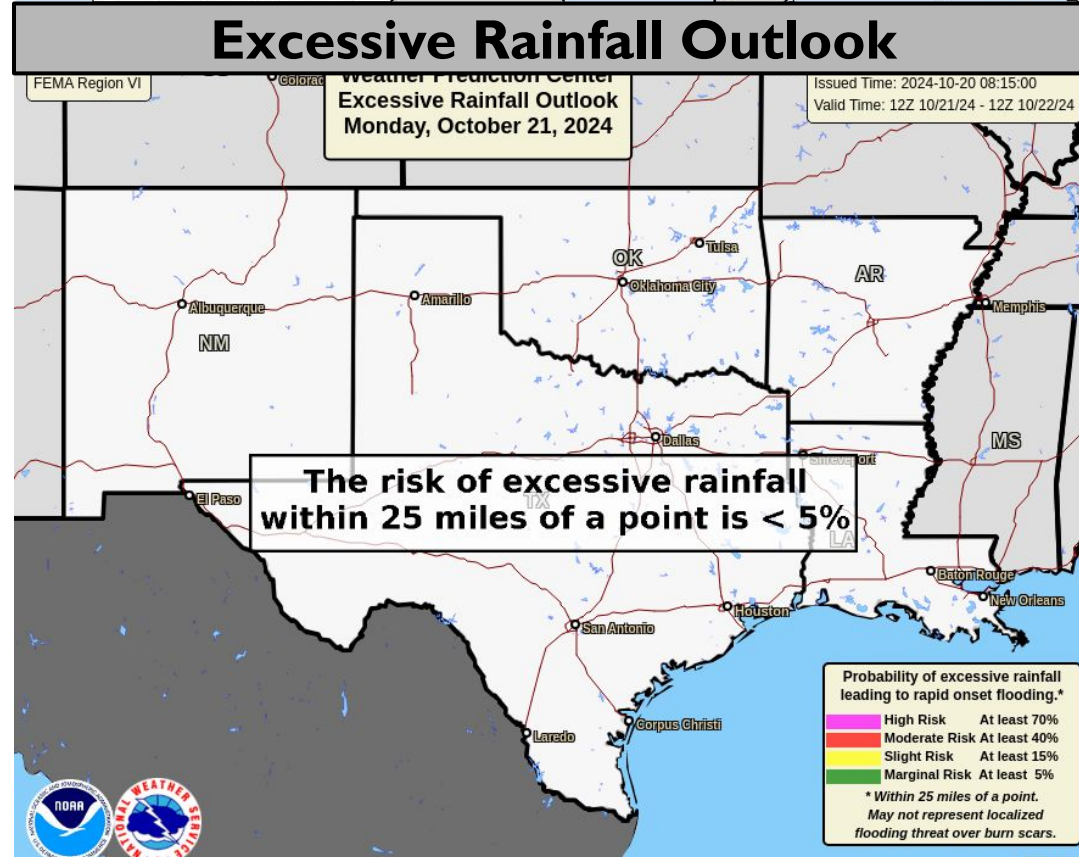 Excessive Rainfall Outlook
FEMA Region VI
Weather Prediction Center
Excessive Rainfall Outlook
Monday, October 21, 2024
Issued Time: 2024-10-20 08:15:00
Valid Time: 12Z 10/21/24 - 12Z 10/22/24
Colorad
Tulsa
OK
Oklahoma City
AR
Amarillo
Albuquerque
Memphis
NM
Dallas
MS
Shreveport
The risk of excessive rainfall
within 25 miles of a point is < 5%
TX
El Paso
LA
Baton Rouge
New Orleans
Houston
San Antonio
Corpus Christi
Laredo
Probability of excessive rainfall
leading to rapid onset flooding.*
High Risk At least 70%
Moderate Risk At least 40%
Slight Risk At least 15%
Marginal Risk At least 5%
* Within 25 miles of a point.
May not represent localized
flooding threat over burn scars.
NOAA
NATIONAL WEATHER SERVICE